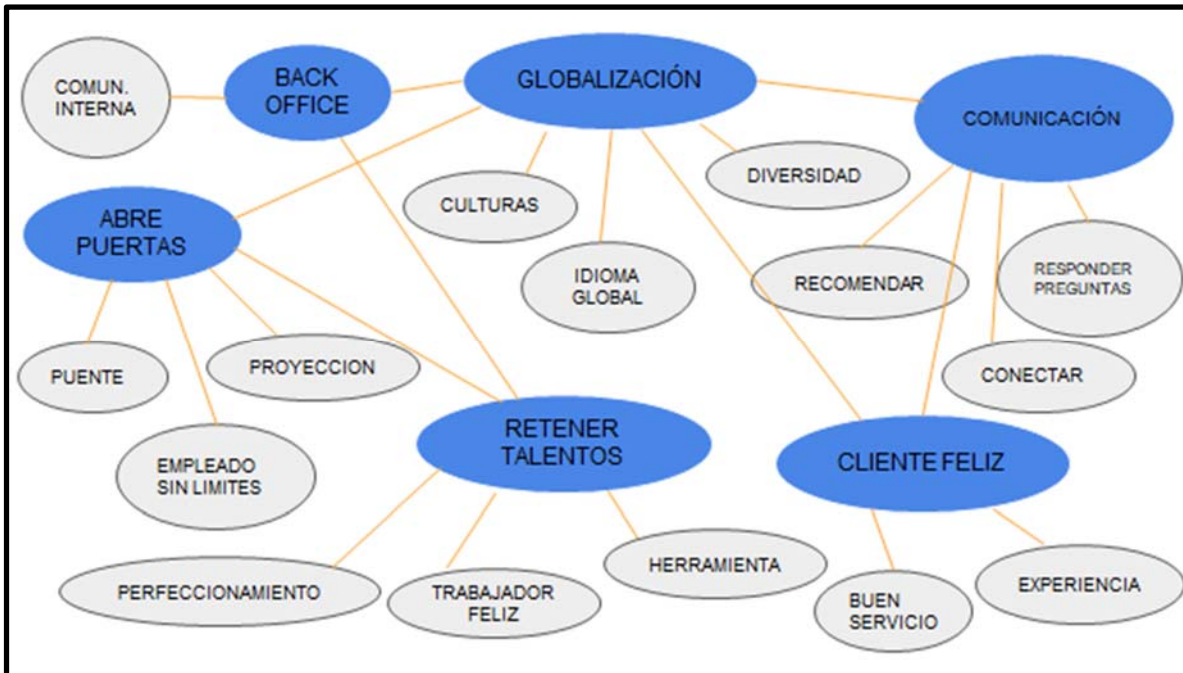 COMUN.
INTERNA
BACK
OFFICE
GLOBALIZACIÓN
COMUNICACIÓN
ABRE
PUERTAS
CULTURAS
DIVERSIDAD
IDIOMA
GLOBAL
RECOMENDAR
RESPONDER
PREGUNTAS
PUENTE
PROYECCION
CONECTAR
EMPLEADO
SIN LIMITES
RETENER
TALENTOS
CLIENTE FELIZ
PERFECCIONAMIENTO
TRABAJADOR
FELIZ
HERRAMIENTA
BUEN
SERVICIO
EXPERIENCIA